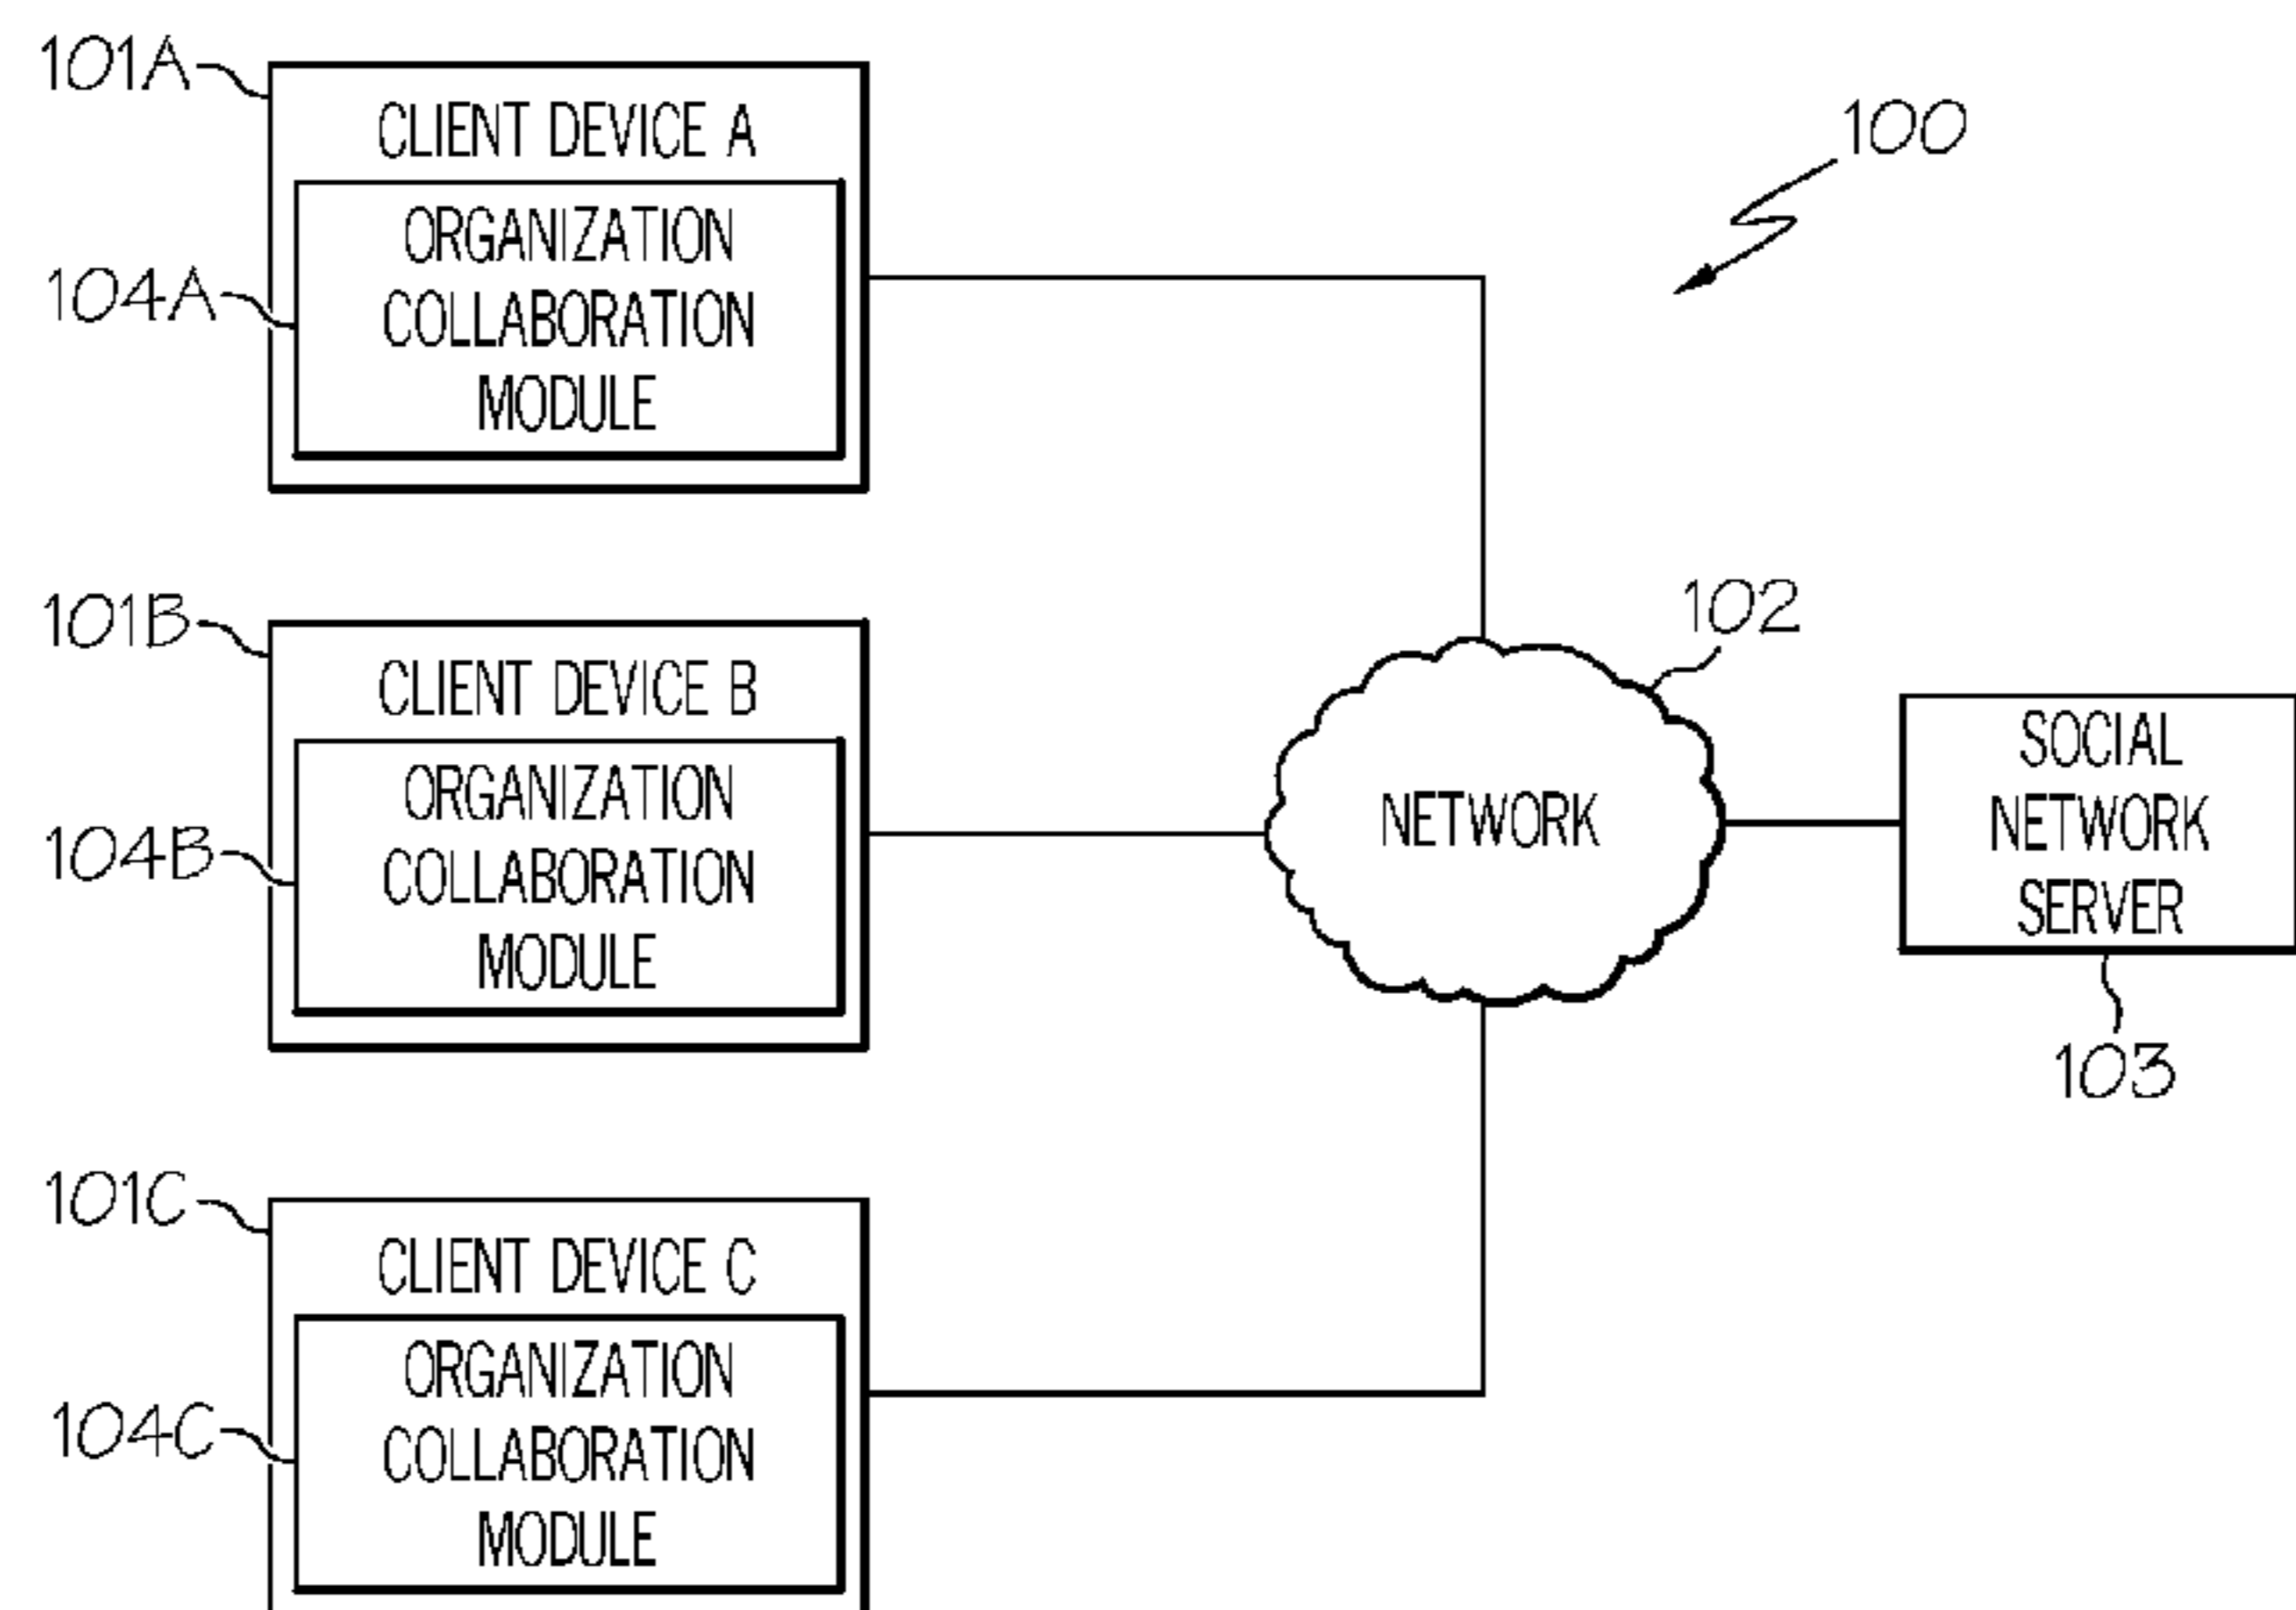 101A
CLIENT DEVICE A
100
104A
ORGANIZATION
COLLABORATION
MODULE
101B
CLIENT DEVICE B
104B
ORGANIZATION
COLLABORATION
MODULE
102
NETWORK
SOCIAL
NETWORK
SERVER
103
101C
CLIENT DEVICE C
104C
ORGANIZATION
COLLABORATION
MODULE